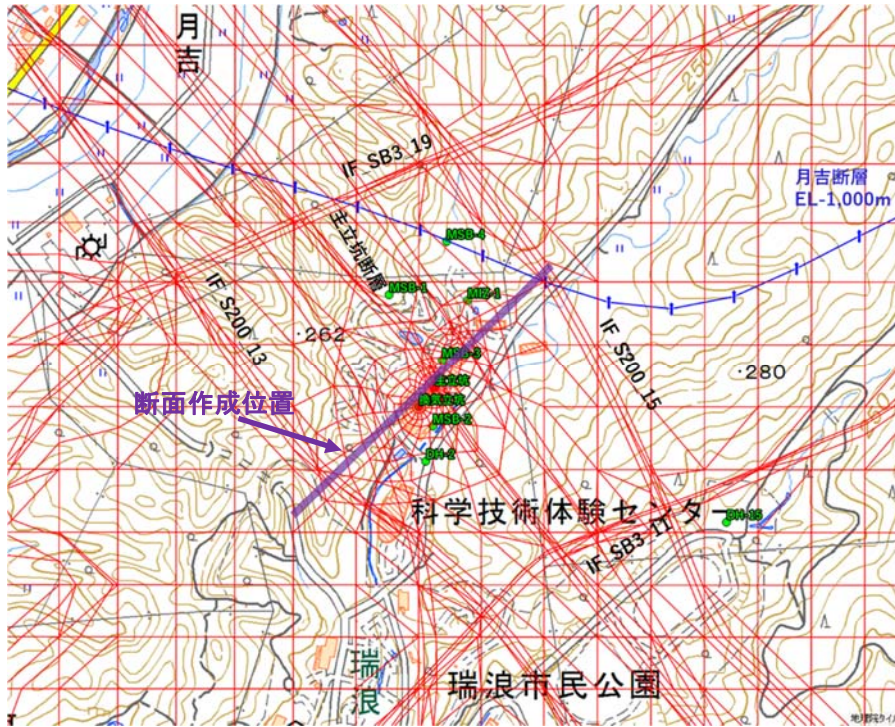 月吉
250
IF_SB3_19
月吉断層
EL-1,000m
MSB-4
主立坑断層
MSB-1
MIZ-1
IF_S200_13
・262
IF_S200_15
MSB-3
・280
主立坑
断面作成位置
換気立坑
MSB-2
DH-2
科学技術体験センター
DH-15
IF_SB3_11
瑞浪
瑞浪市民公園